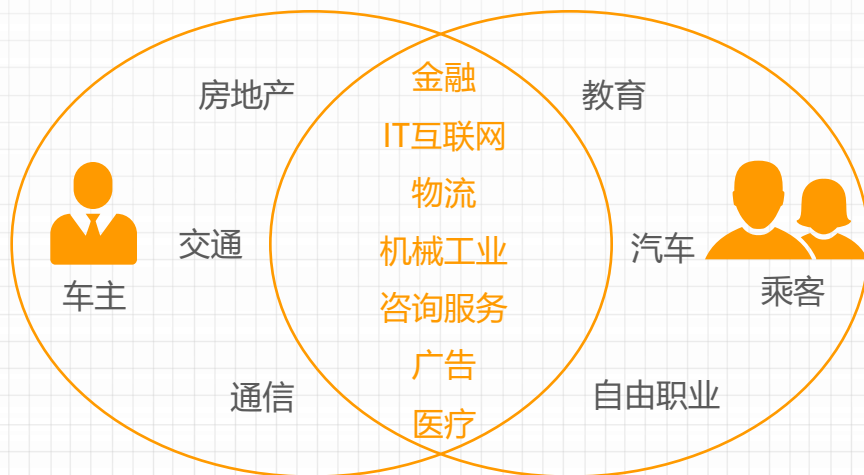 房地产
交通
通信
车主
金融
IT互联网
物流
机械工业
咨询服务
广告
医疗
教育
汽车
自由职业
乘客